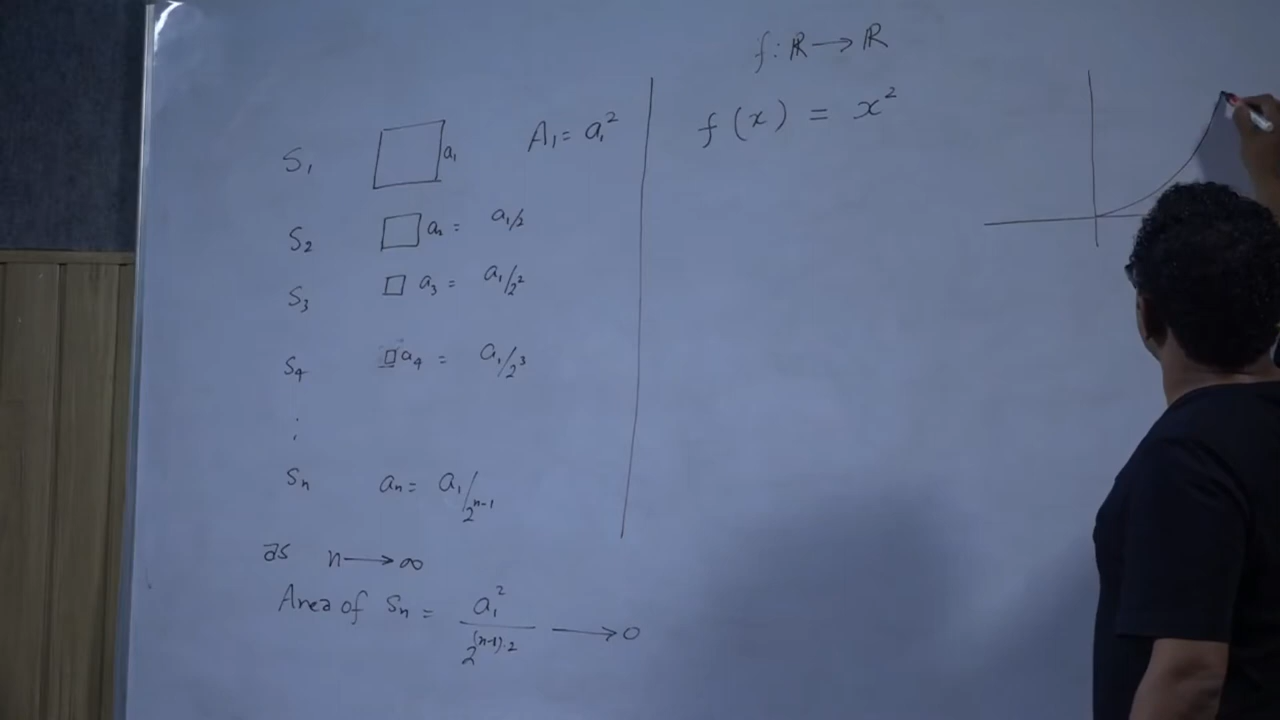 S₁ a₁ A₁ = a₁²
S₂ a₂ = a₁/2
S₃ a₃ = a₁/2²
S₄ a₄ = a₁/2³
⋮
Sₙ aₙ = a₁/2ⁿ⁻¹
as n ⟶ ∞
Area of Sₙ = a₁²/2⁽ⁿ⁻¹⁾·² ⟶ 0
f : ℝ ⟶ ℝ
f(x) = x²